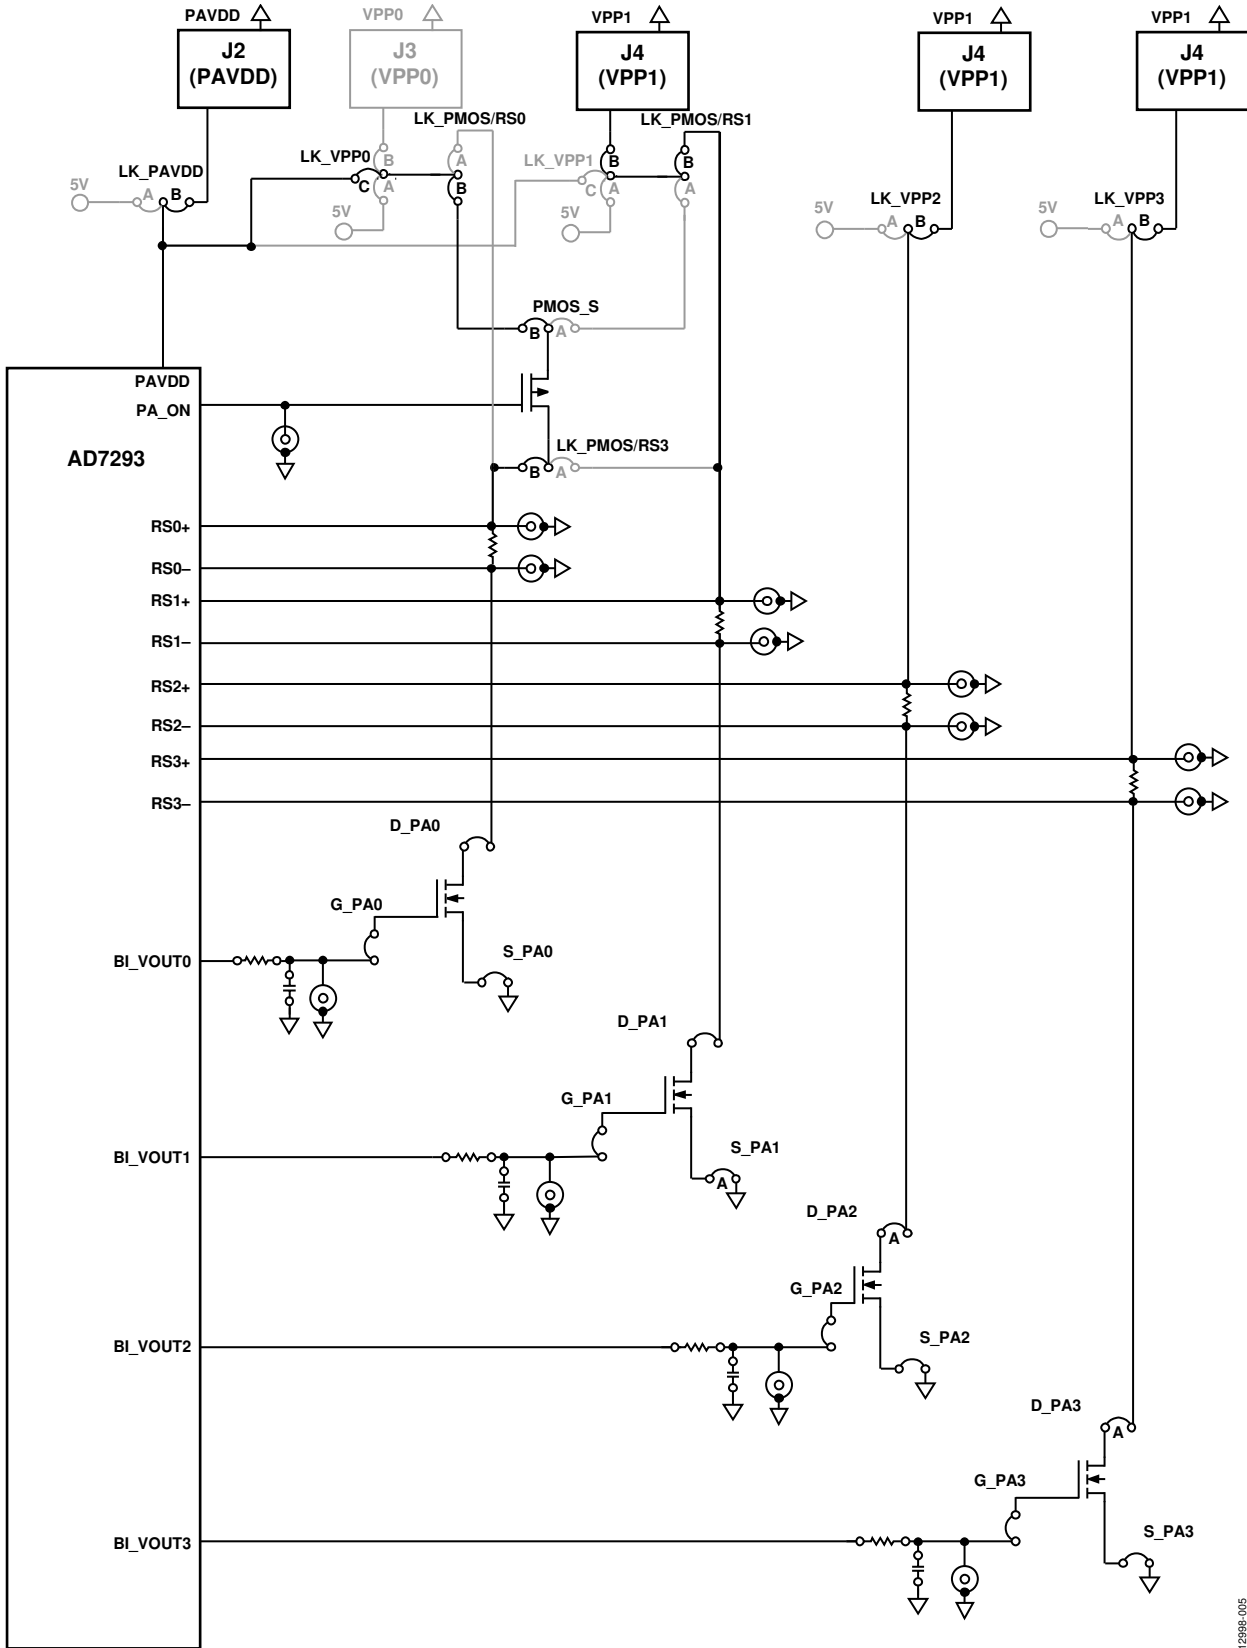 PAVDD
VPP0
VPP1
VPP1
VPP1
J2
(PAVDD)
J3
(VPP0)
J4
(VPP1)
J4
(VPP1)
J4
(VPP1)
LK_PMOS/RS0
LK_PMOS/RS1
LK_VPP0
B
A
LK_VPP1
B
B
LK_PAVDD
C
A
B
C
A
A
5V
A
B
5V
5V
LK_VPP2
5V
A
B
LK_VPP3
5V
A
B
PMOS_S
B
A
PAVDD
PA_ON
AD7293
LK_PMOS/RS3
B
A
RS0+
RS0–
RS1+
RS1–
RS2+
RS2–
RS3+
RS3–
D_PA0
G_PA0
S_PA0
BI_VOUT0
D_PA1
G_PA1
S_PA1
BI_VOUT1
A
D_PA2
A
G_PA2
S_PA2
BI_VOUT2
D_PA3
A
G_PA3
S_PA3
BI_VOUT3
12998-005